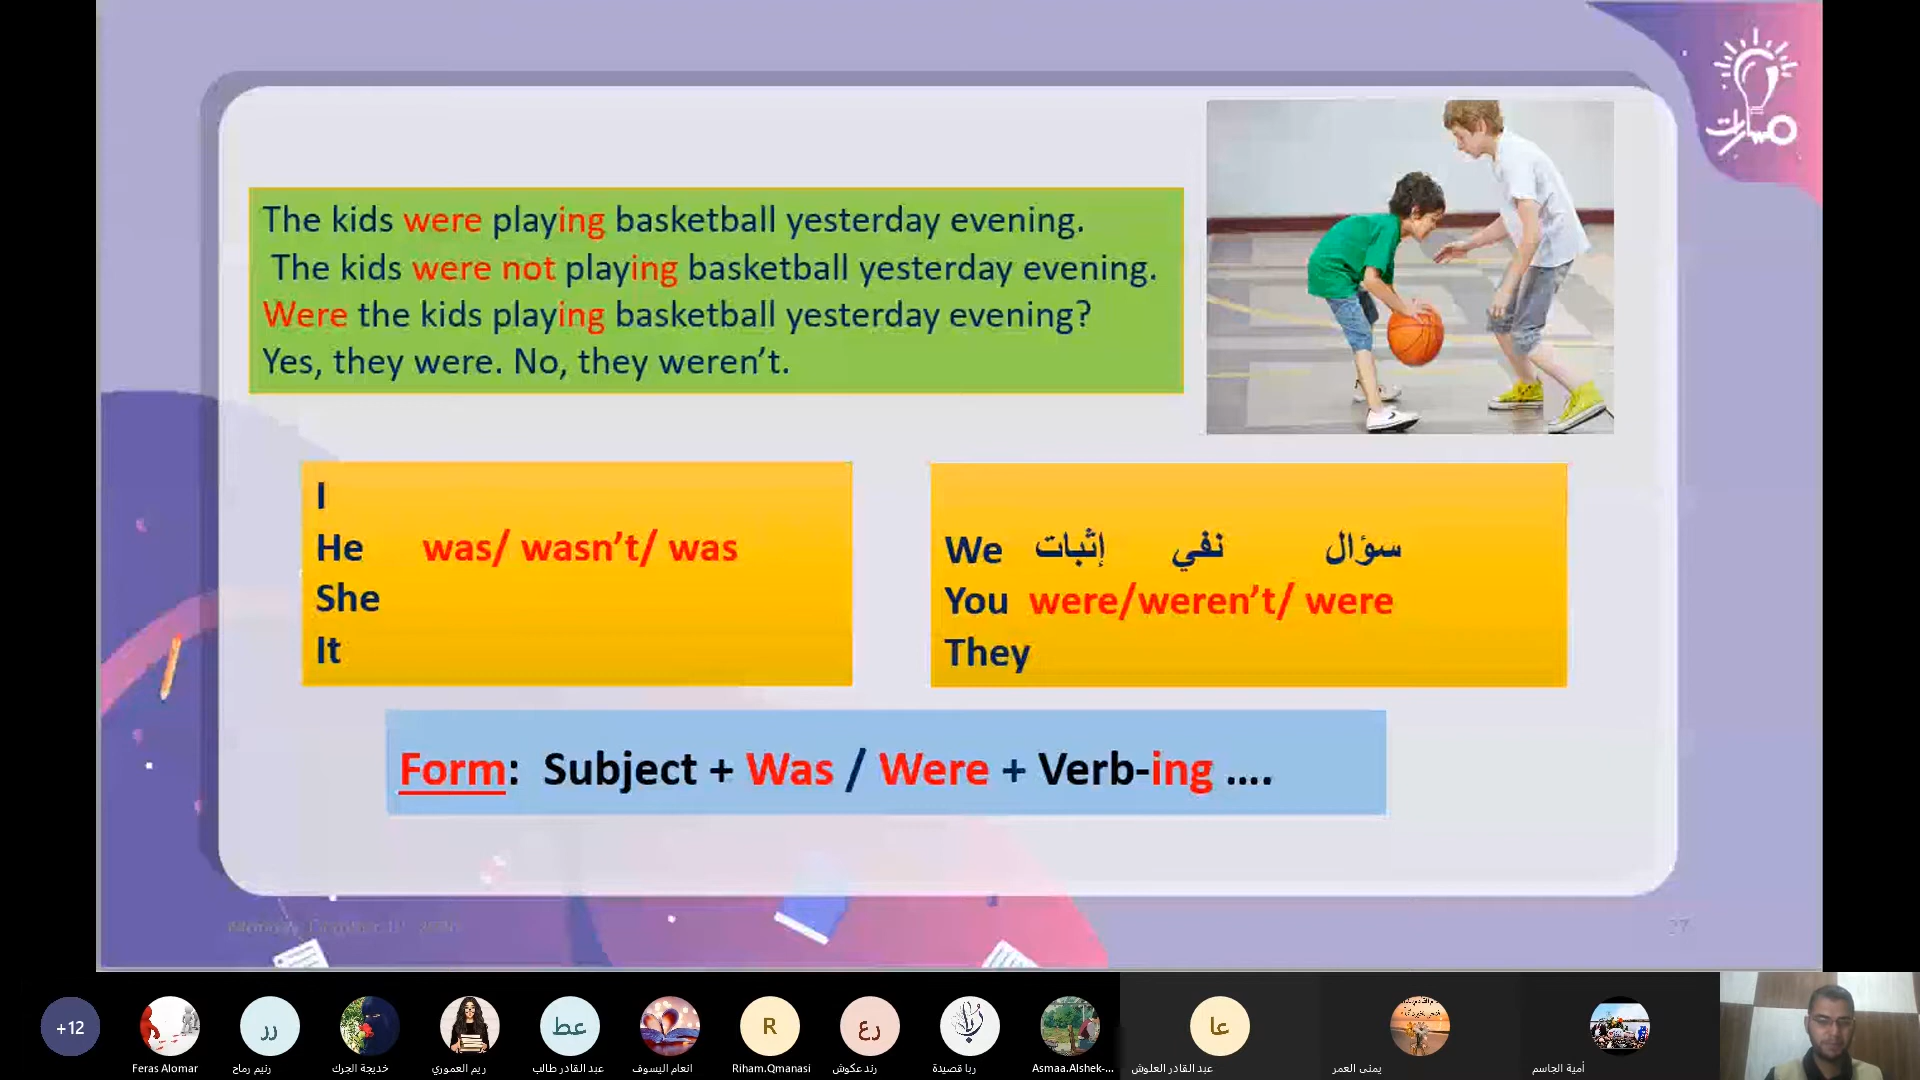 مسارات
The kids were playing basketball yesterday evening.
The kids were not playing basketball yesterday evening.
Were the kids playing basketball yesterday evening?
Yes, they were. No, they weren’t.
I
He was/ wasn’t/ was
She
It
We إثبات نفي سؤال
You were/weren’t/ were
They
Form: Subject + Was / Were + Verb-ing ....
27
+12
رر
عط
R
رع
عا
Feras Alomar
رنيم رماح
خديجة الجرك
ريم العموري
عبد القادر طالب
انعام اليسوف
Riham.Qmanasi
رند عكوش
ربا قصيدة
Asmaa.Alshek-...
عبد القادر العلوش
يمنى العمر
أمية الجاسم